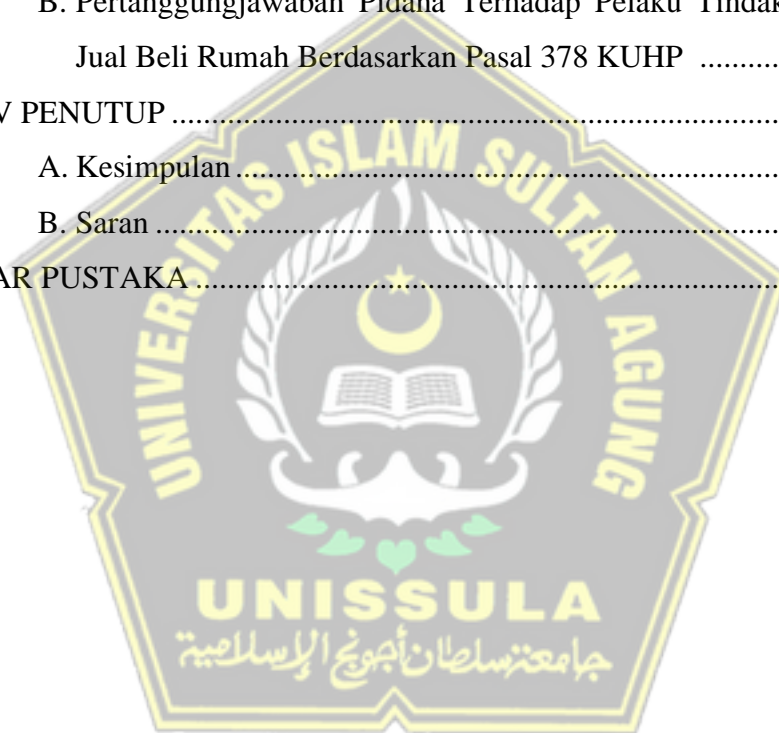 B. Pertanggungjawaban Pidana Terhadap Pelaku Tindak
Jual Beli Rumah Berdasarkan Pasal 378 KUHP ..........
V PENUTUP ..........................................................................
A. Kesimpulan ..................................................................
B. Saran ............................................................................
AR PUSTAKA .......................................................................
UNIVERSITAS ISLAM SULTAN AGUNG
UNISSULA
جامعة سلطان أجونج الإسلامية